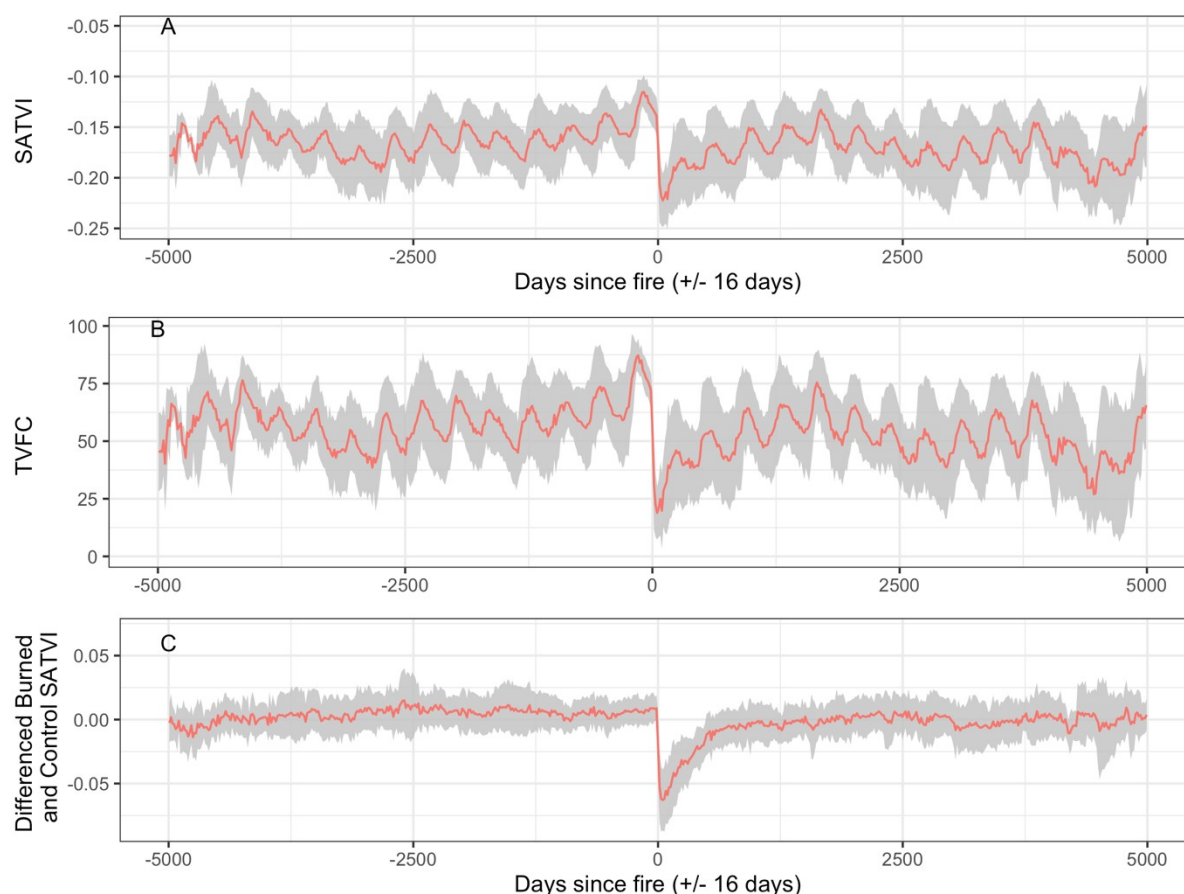 A
SATVI
-0.05
-0.10
-0.15
-0.20
-0.25
-5000 -2500 0 2500 5000
Days since fire (+/- 16 days)
B
TVFC
100
75
50
25
0
-5000 -2500 0 2500 5000
C
Differenced Burned
and Control SATVI
0.05
0.00
-0.05
-5000 -2500 0 2500 5000
Days since fire (+/- 16 days)